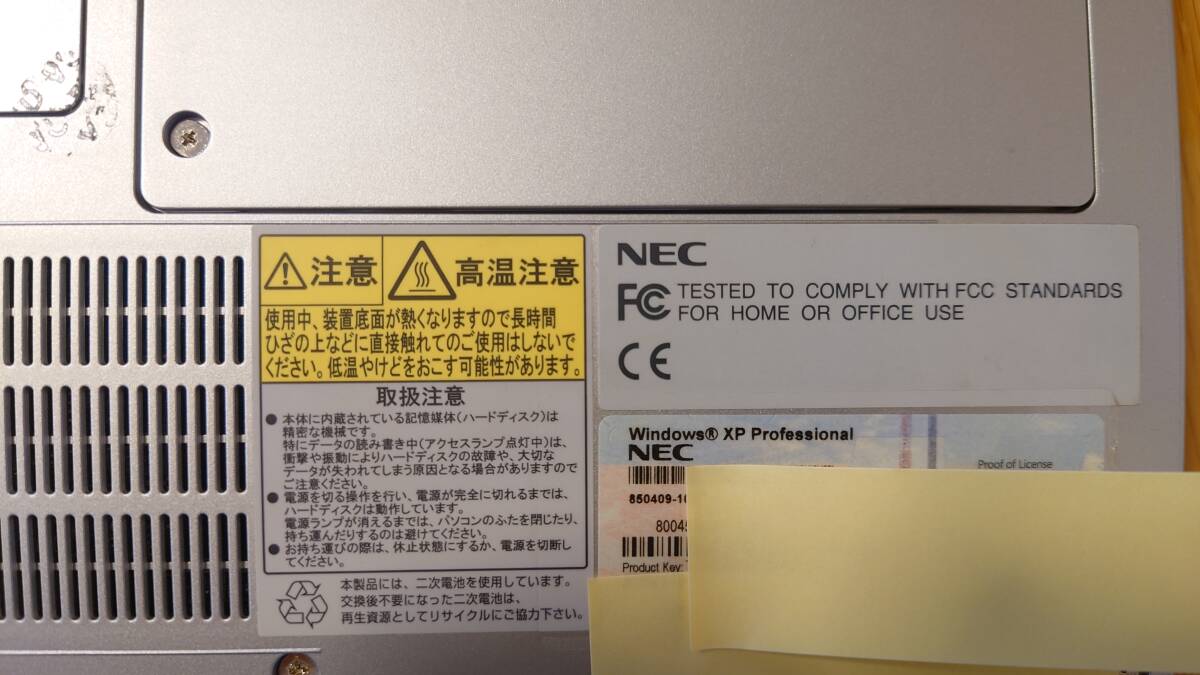 注意
高温注意
使用中、装置底面が熱くなりますので長時間
ひざの上などに直接触れてのご使用はしないで
ください。低温やけどをおこす可能性があります。
取扱注意
● 本体に内蔵されている記憶媒体(ハードディスク)は
精密な機器です。
特にデータの読み書き中(アクセスランプ点灯中)は、
衝撃や振動によりハードディスクの故障や、大切な
データが失われてしまう原因となる場合がありますので
ご注意ください。
● 電源を切る操作を行い、電源が完全に切れるまでは、
ハードディスクは動作しています。
電源ランプが消えるまでは、パソコンのふたを閉じたり、
持ち運んだりするのは避けてください。
● お持ち運びの際は、休止状態にするか、電源を切断し
てください。
本製品には、二次電池を使用しています。
交換後不要になった二次電池は、
再生資源としてリサイクルにご協力下さい。
NEC
FC TESTED TO COMPLY WITH FCC STANDARDS
FOR HOME OR OFFICE USE
CE
Windows® XP Professional
NEC
Proof of License
850409-10
8004
Product Key: